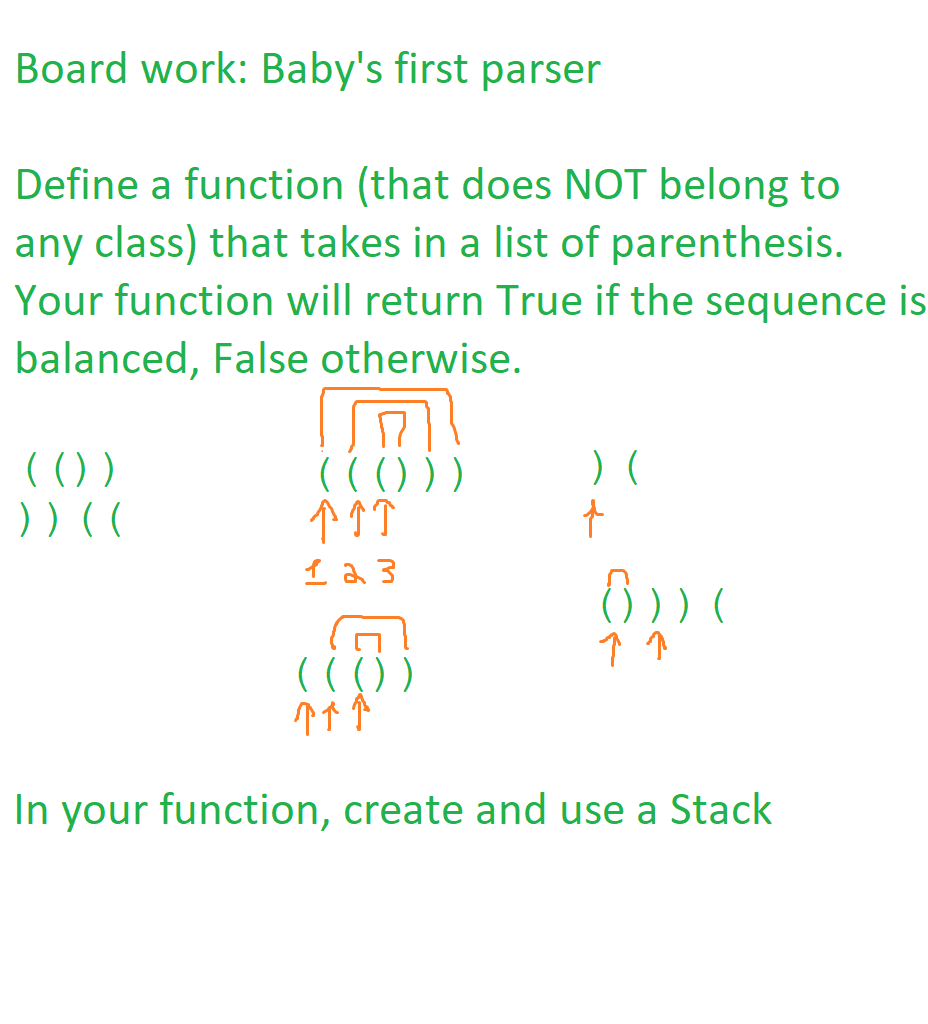 Board work: Baby's first parser
Define a function (that does NOT belong to
any class) that takes in a list of parenthesis.
Your function will return True if the sequence is
balanced, False otherwise.
( ( ) )
) ) ( (
( ( ( ) ) )
1 2 3
( ( ( ) )
) (
( ) ) ) (
In your function, create and use a Stack